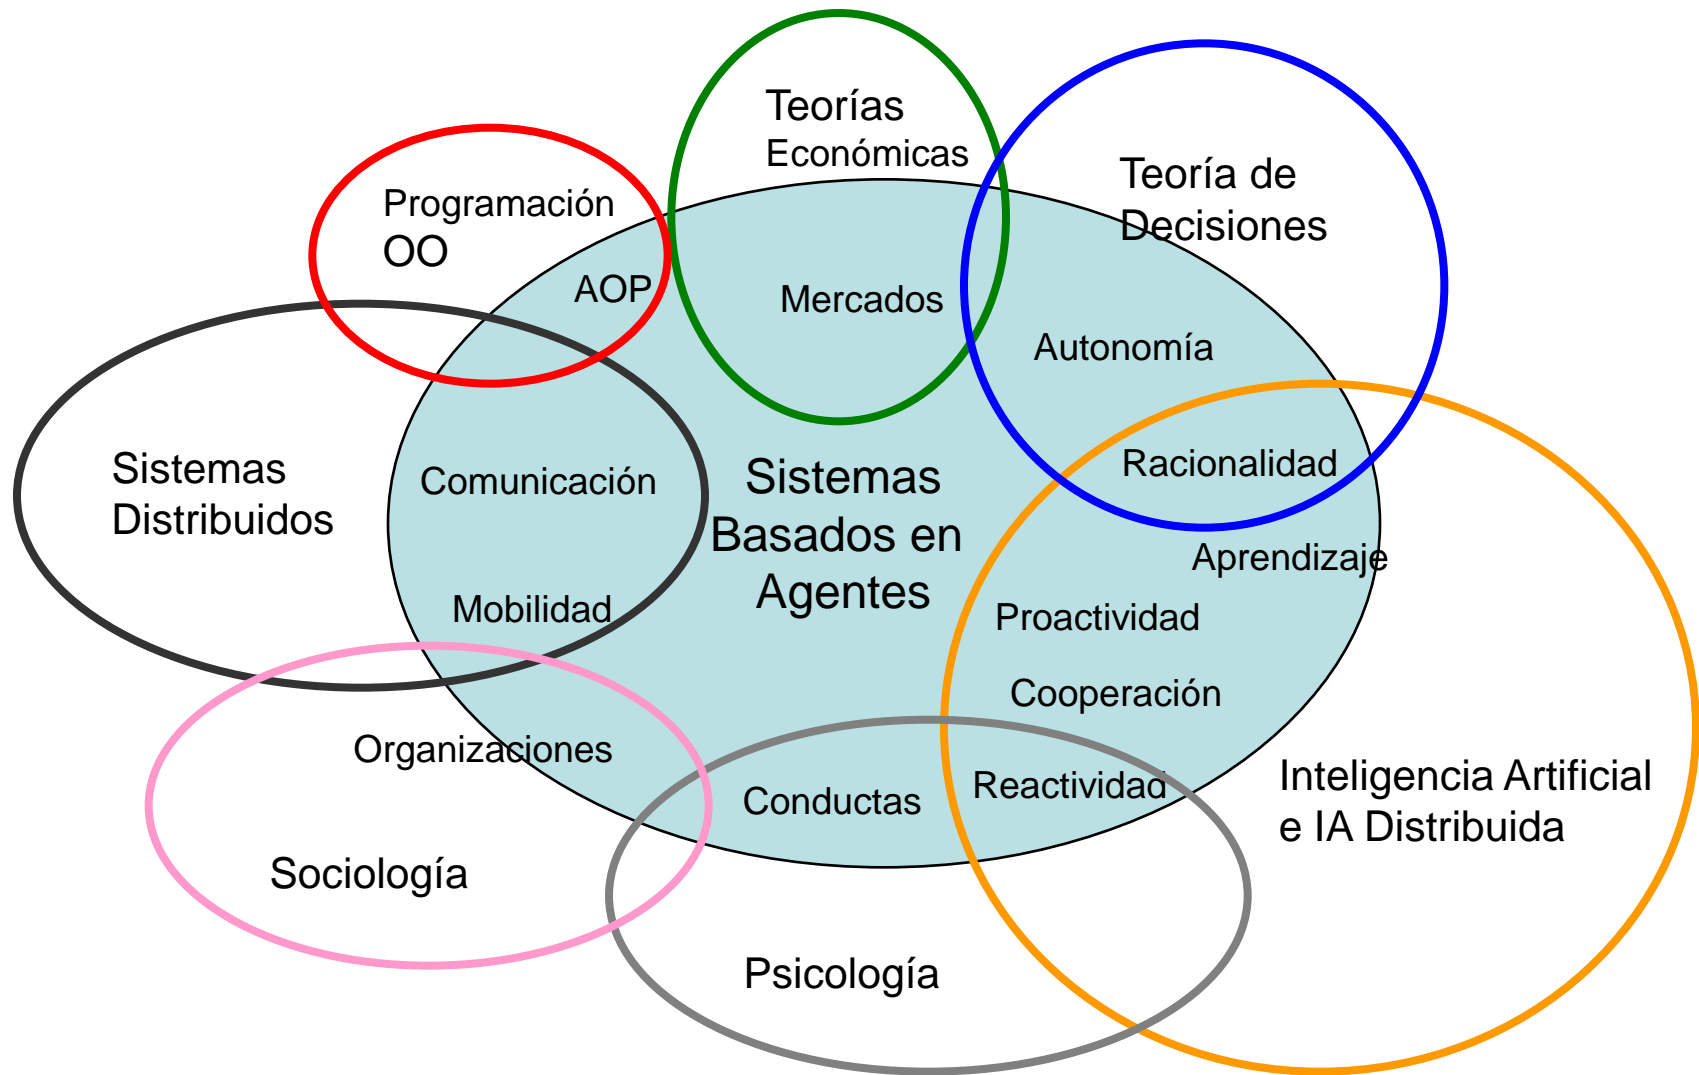 Teorías
Económicas
Teoría de
Decisiones
Programación
OO
AOP
Mercados
Autonomía
Sistemas
Distribuidos
Comunicación
Sistemas
Basados en
Agentes
Racionalidad
Aprendizaje
Mobilidad
Proactividad
Cooperación
Organizaciones
Conductas
Reactividad
Inteligencia Artificial
e IA Distribuida
Sociología
Psicología